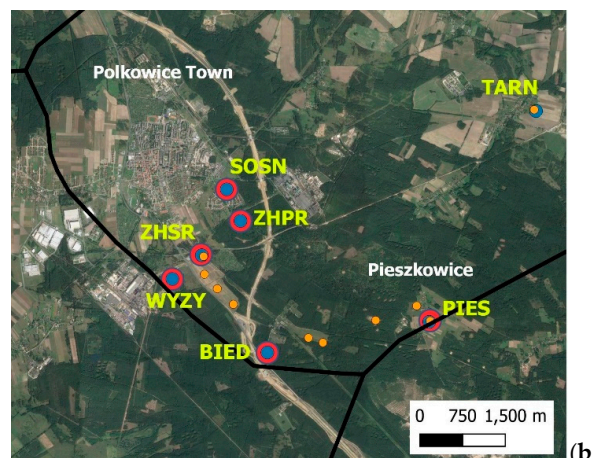 Polkowice Town
TARN
SOSN
ZHPR
ZHSR
Pieszkowice
WYZY
PIES
BIED
0 750 1,500 m
(b